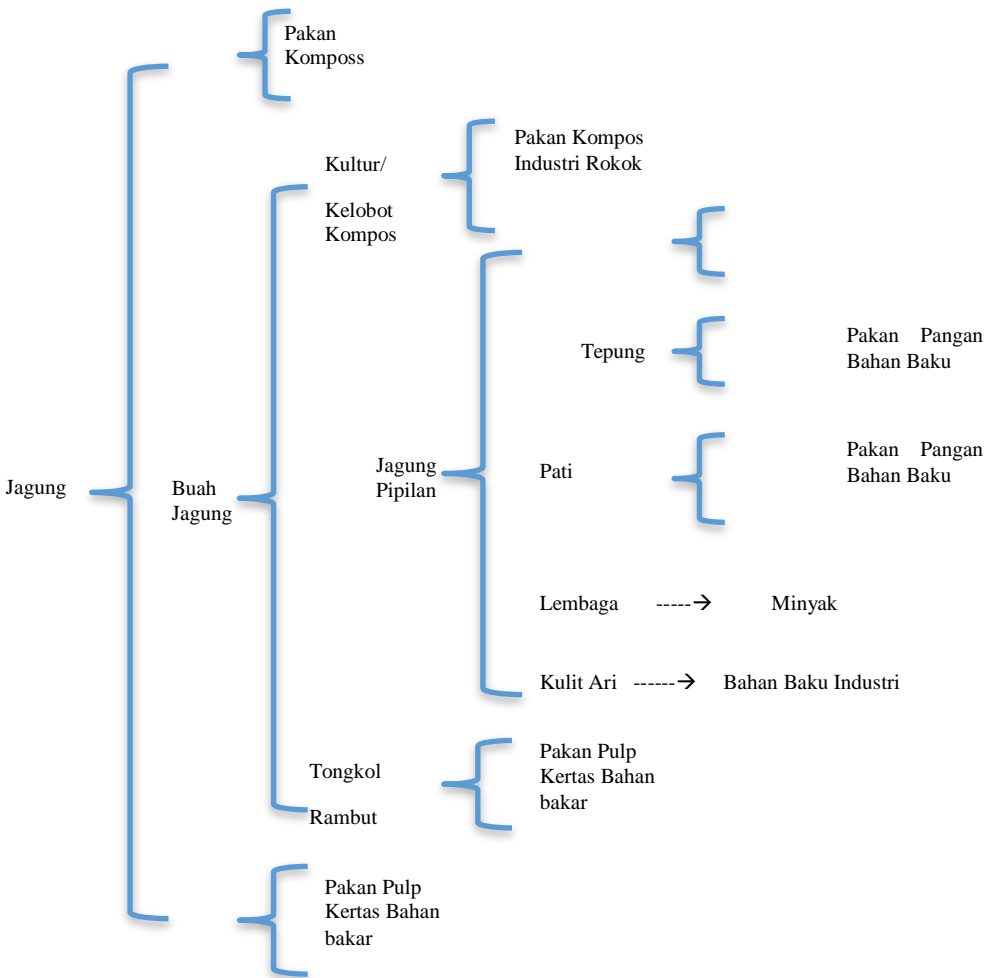 Pakan
Komposs
Kultur/
Kelobot
Kompos
Pakan Kompos
Industri Rokok
Tepung
Pakan Pangan
Bahan Baku
Jagung
Buah
Jagung
Jagung
Pipilan
Pati
Pakan Pangan
Bahan Baku
Lembaga -----→ Minyak
Kulit Ari ------→ Bahan Baku Industri
Tongkol
Rambut
Pakan Pulp
Kertas Bahan
bakar
Pakan Pulp
Kertas Bahan
bakar